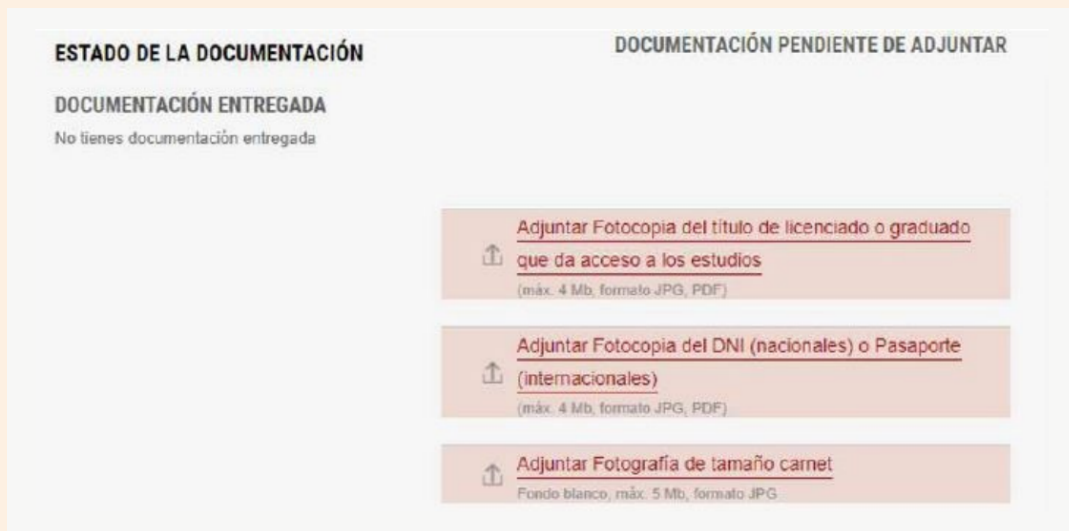 ESTADO DE LA DOCUMENTACIÓN
DOCUMENTACIÓN PENDIENTE DE ADJUNTAR
DOCUMENTACIÓN ENTREGADA
No tienes documentación entregada
Adjuntar Fotocopia del título de licenciado o graduado
que da acceso a los estudios
(máx. 4 Mb, formato JPG, PDF)
Adjuntar Fotocopia del DNI (nacionales) o Pasaporte
(internacionales)
(máx. 4 Mb, formato JPG, PDF)
Adjuntar Fotografía de tamaño carnet
Fondo blanco, máx. 5 Mb, formato JPG